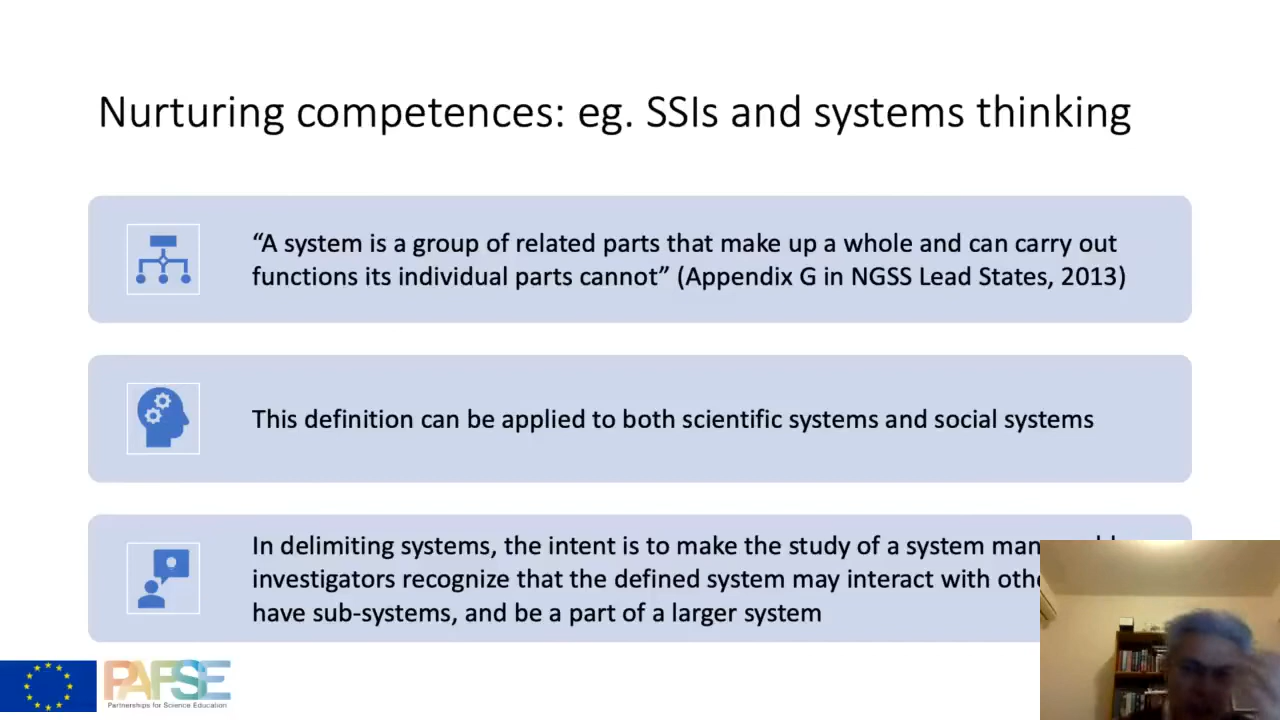 Nurturing competences: eg. SSIs and systems thinking
“A system is a group of related parts that make up a whole and can carry out
functions its individual parts cannot” (Appendix G in NGSS Lead States, 2013)
This definition can be applied to both scientific systems and social systems
In delimiting systems, the intent is to make the study of a system
investigators recognize that the defined system may interact with
have sub-systems, and be a part of a larger system
PAFSE
Partnerships for Science Education